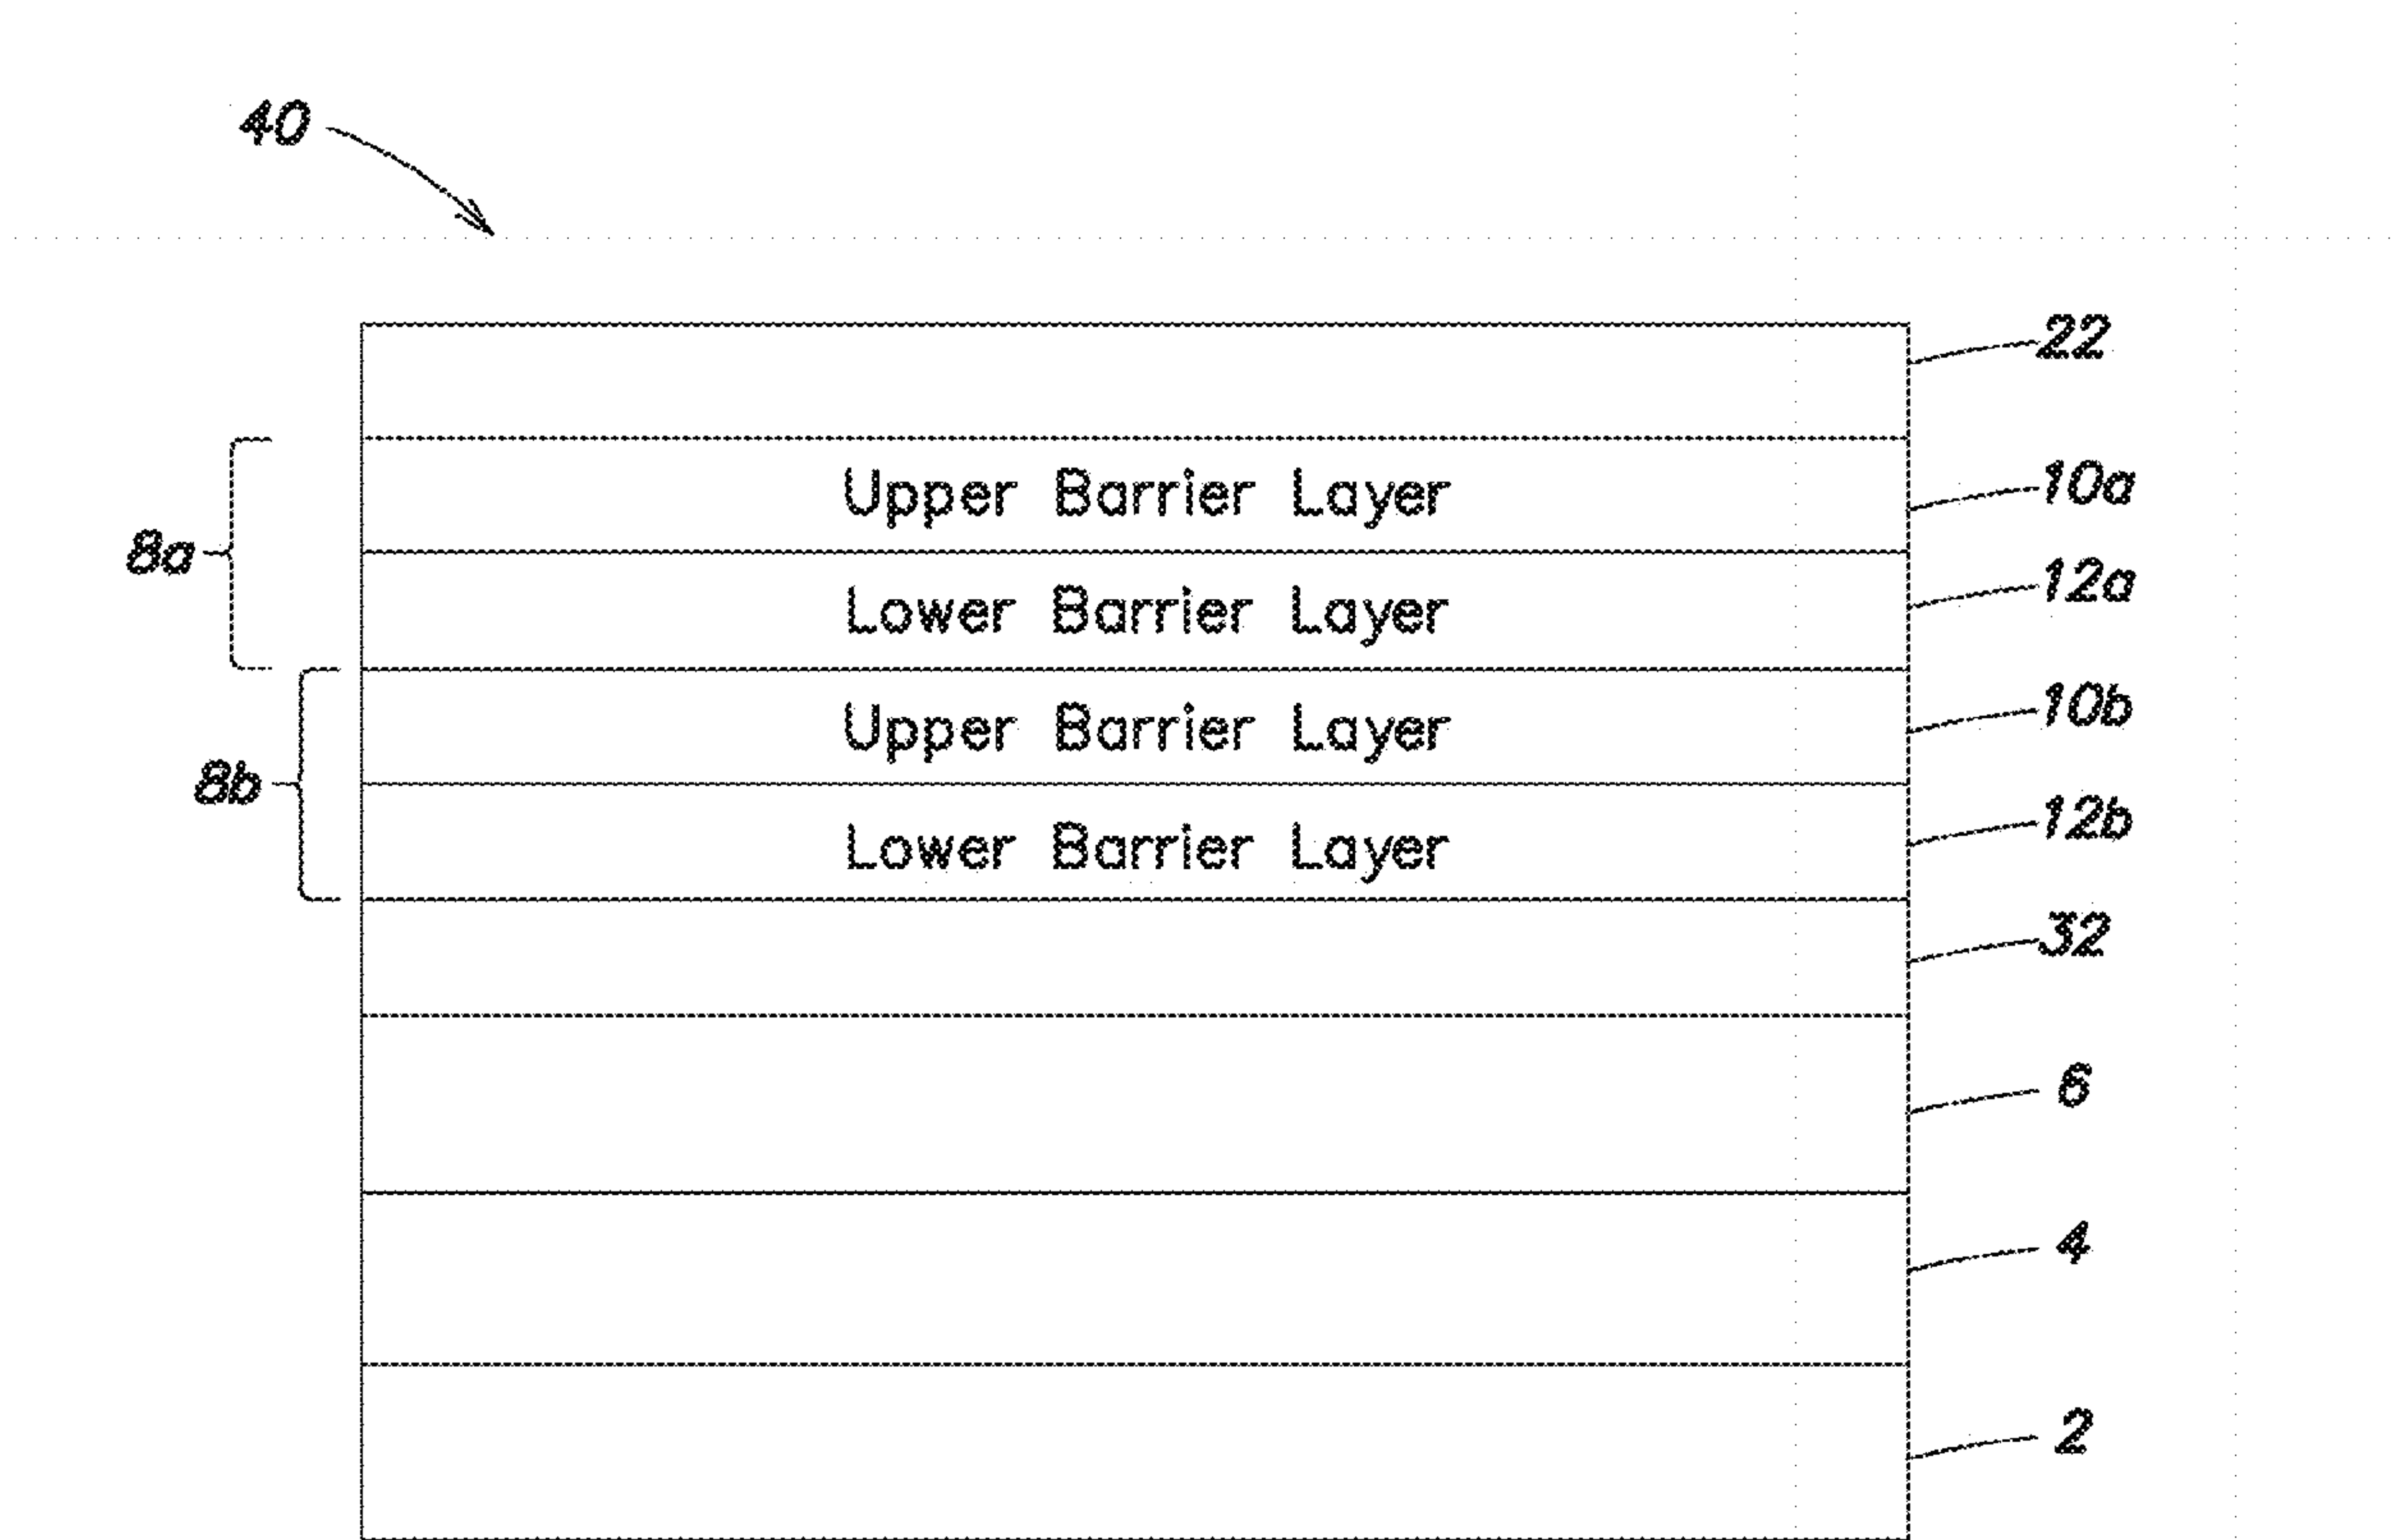 40
22
Upper Barrier Layer 10a
8a
Lower Barrier Layer 12a
Upper Barrier Layer 10b
8b
Lower Barrier Layer 12b
32
6
4
2